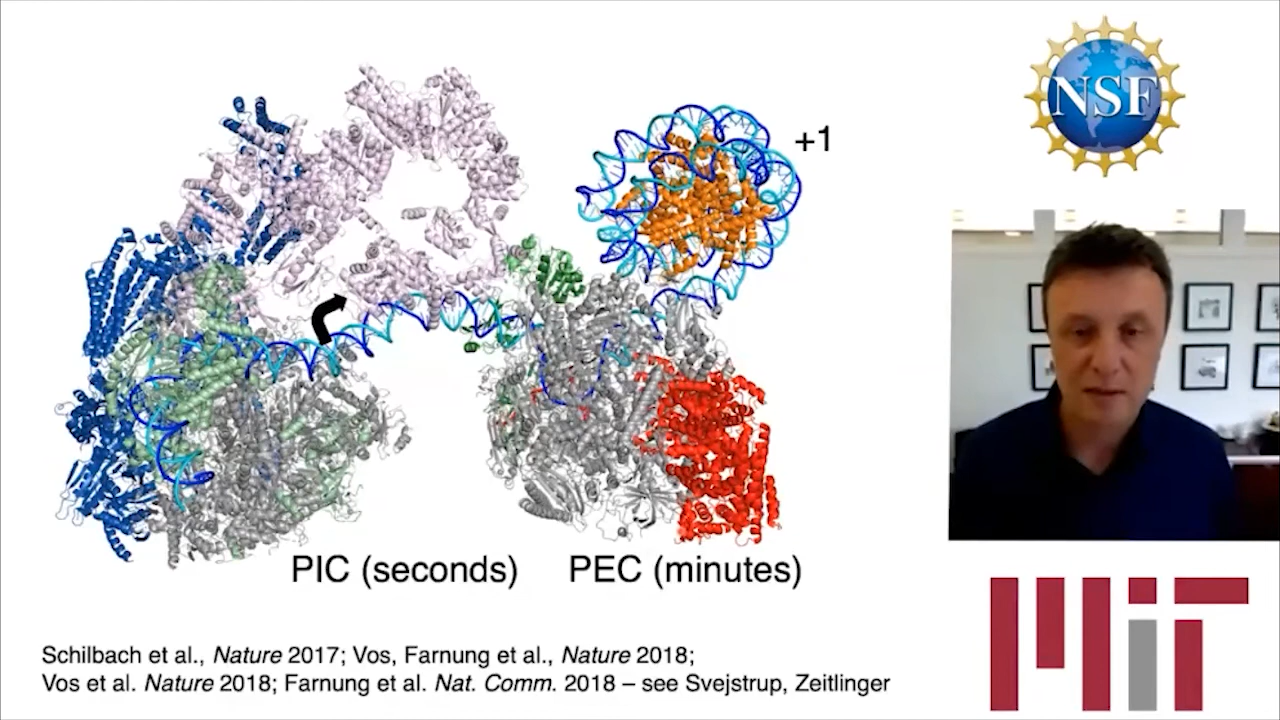 NSF
+1
PIC (seconds) PEC (minutes)
Schilbach et al., Nature 2017; Vos, Farnung et al., Nature 2018;
Vos et al. Nature 2018; Farnung et al. Nat. Comm. 2018 – see Svejstrup, Zeitlinger
MIT